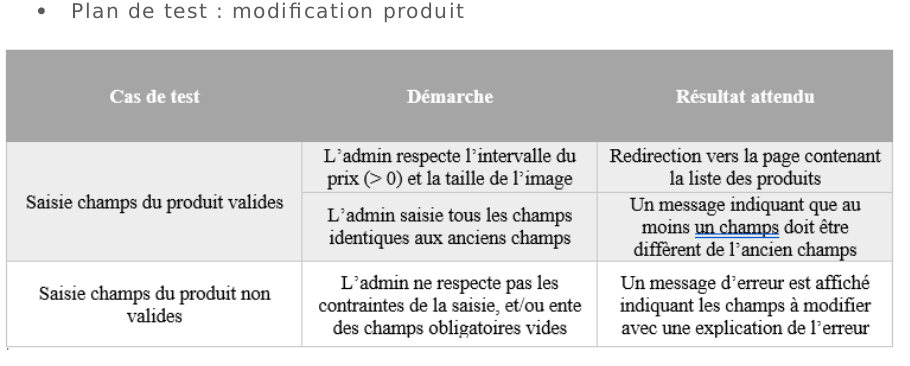 • Plan de test : modification produit
Cas de test
Démarche
Résultat attendu
Saisie champs du produit valides
L’admin respecte l’intervalle du
prix (> 0) et la taille de l’image
Redirection vers la page contenant
la liste des produits
L’admin saisie tous les champs
identiques aux anciens champs
Un message indiquant que au
moins un champs doit être
diffèrent de l’ancien champs
Saisie champs du produit non
valides
L’admin ne respecte pas les
contraintes de la saisie, et/ou ente
des champs obligatoires vides
Un message d’erreur est affiché
indiquant les champs à modifier
avec une explication de l’erreur